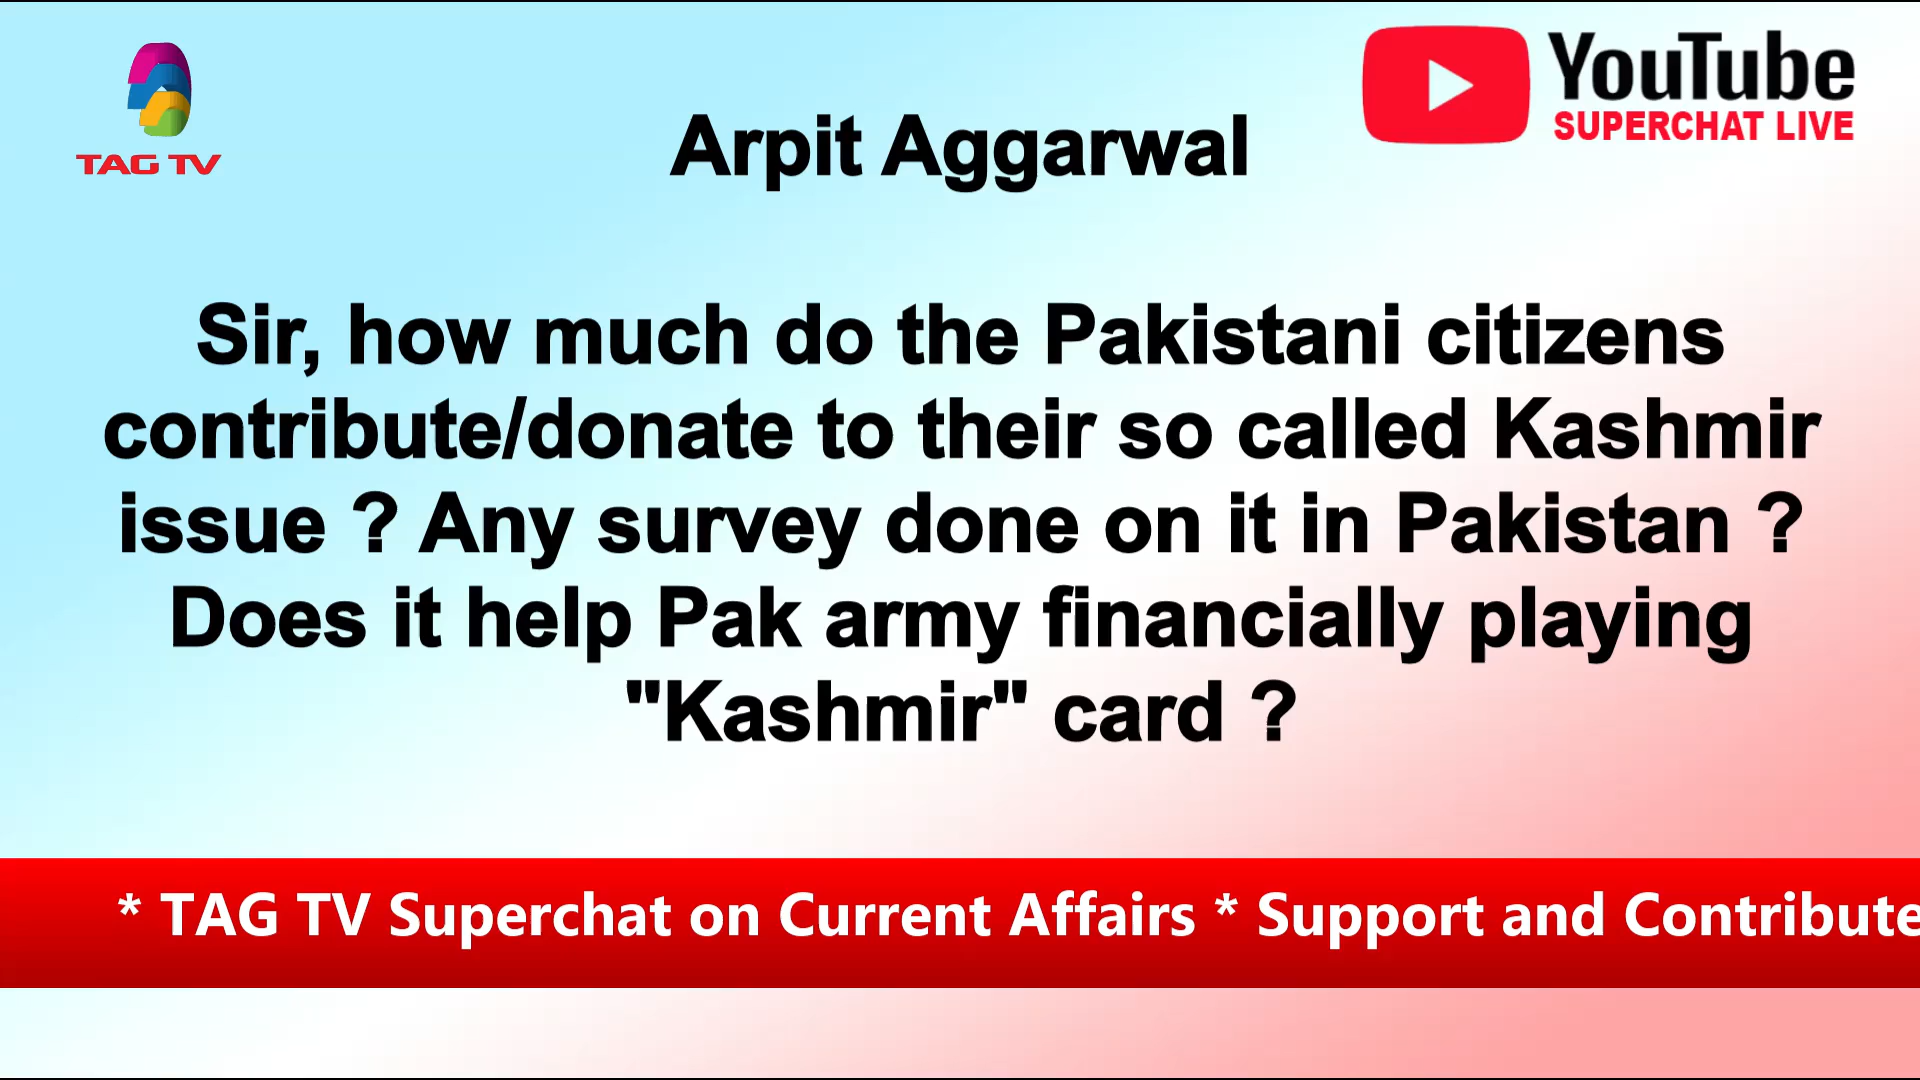 TAG TV
YouTube
SUPERCHAT LIVE
Arpit Aggarwal
Sir, how much do the Pakistani citizens
contribute/donate to their so called Kashmir
issue ? Any survey done on it in Pakistan ?
Does it help Pak army financially playing
"Kashmir" card ?
* TAG TV Superchat on Current Affairs * Support and Contribute